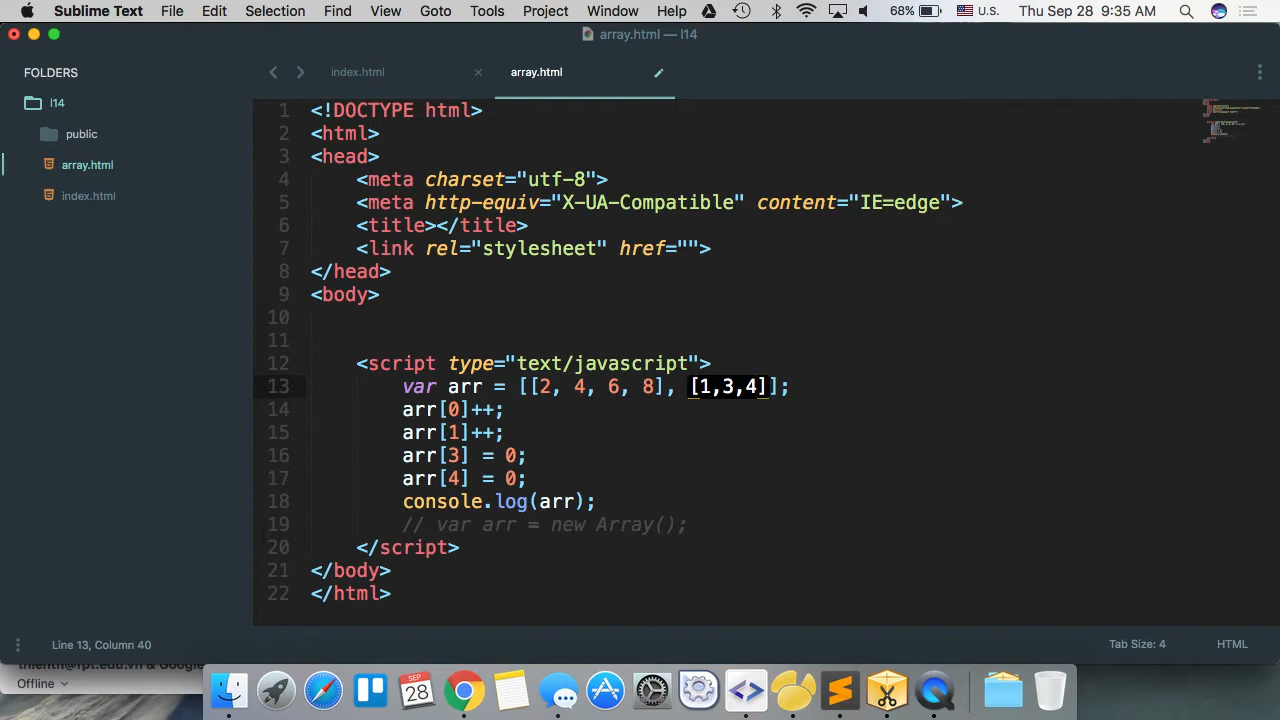 Sublime Text File Edit Selection Find View Goto Tools Project Window Help 68% U.S. Thu Sep 28 9:35 AM
array.html — l14
FOLDERS
l14
public
array.html
index.html
index.html array.html
1 <!DOCTYPE html>
2 <html>
3 <head>
4 <meta charset="utf-8">
5 <meta http-equiv="X-UA-Compatible" content="IE=edge">
6 <title></title>
7 <link rel="stylesheet" href="">
8 </head>
9 <body>
10
11
12 <script type="text/javascript">
13 var arr = [[2, 4, 6, 8], [1,3,4]];
14 arr[0]++;
15 arr[1]++;
16 arr[3] = 0;
17 arr[4] = 0;
18 console.log(arr);
19 // var arr = new Array();
20 </script>
21 </body>
22 </html>
Line 13, Column 40 Tab Size: 4 HTML
Offline
SEP
28